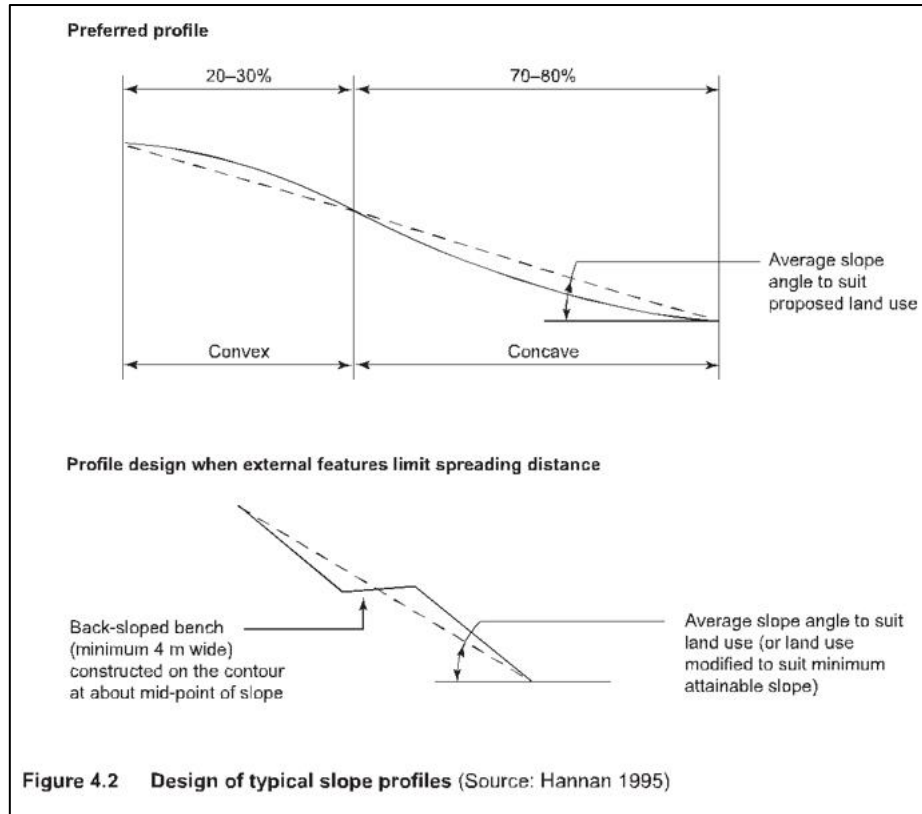 Preferred profile
20–30%
70–80%
Average slope
angle to suit
proposed land use
Convex
Concave
Profile design when external features limit spreading distance
Back-sloped bench
(minimum 4 m wide)
constructed on the contour
at about mid-point of slope
Average slope angle to suit
land use (or land use
modified to suit minimum
attainable slope)
Figure 4.2 Design of typical slope profiles (Source: Hannan 1995)